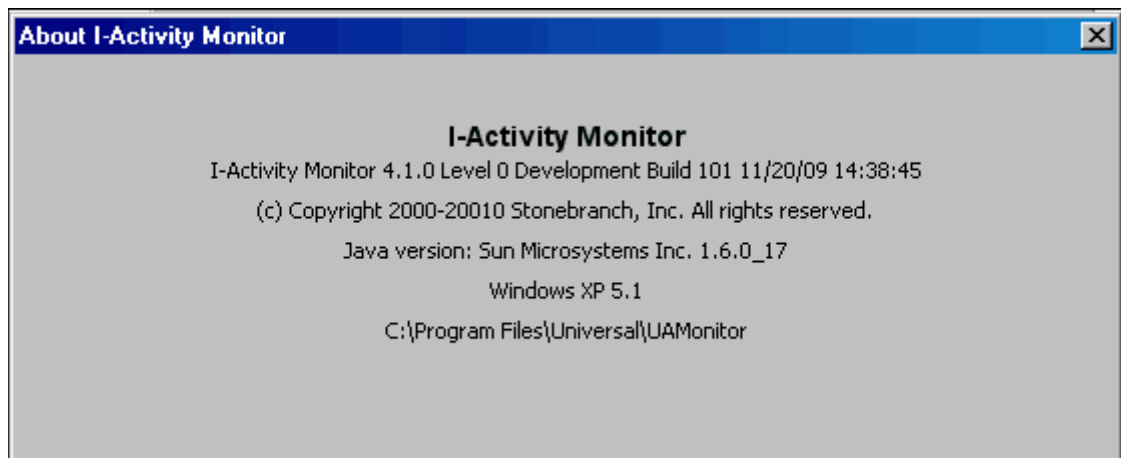 About I-Activity Monitor
I-Activity Monitor
I-Activity Monitor 4.1.0 Level 0 Development Build 101 11/20/09 14:38:45
(c) Copyright 2000-20010 Stonebranch, Inc. All rights reserved.
Java version: Sun Microsystems Inc. 1.6.0_17
Windows XP 5.1
C:\Program Files\Universal\UAMonitor